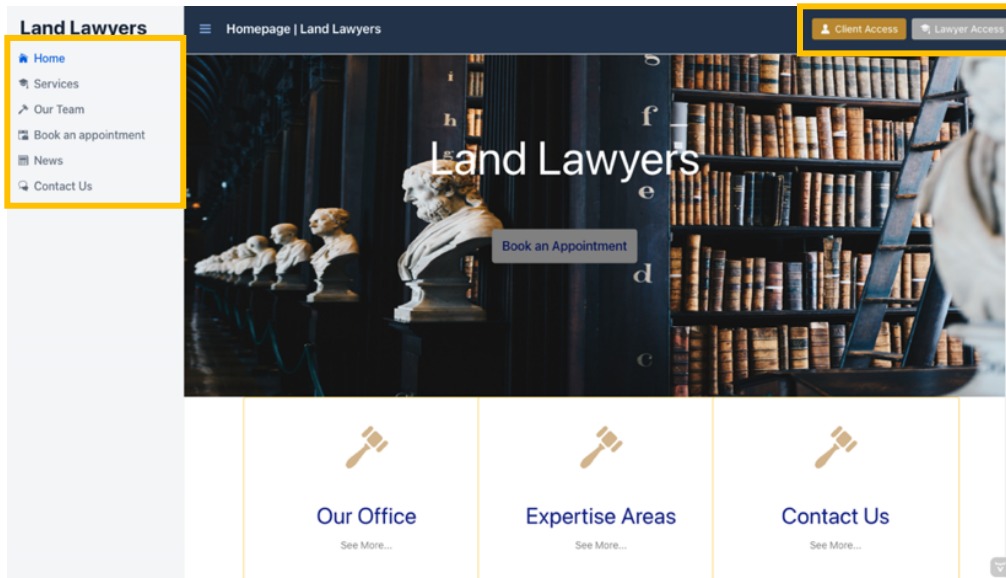 Land Lawyers
Home
Services
Our Team
Book an appointment
News
Contact Us
Homepage | Land Lawyers
Client Access
Lawyer Access
i
h
f
e
d
c
Land Lawyers
Book an Appointment
Our Office
See More...
Expertise Areas
See More...
Contact Us
See More...